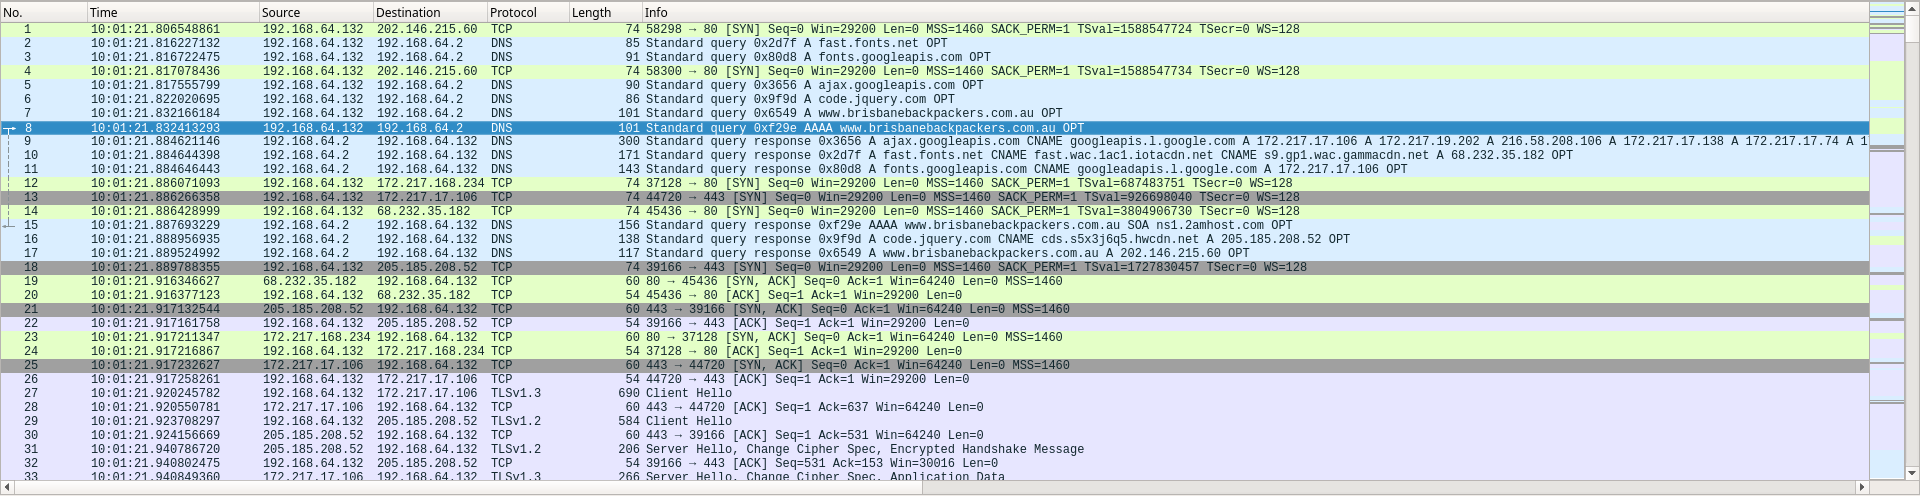 No. Time Source Destination Protocol Length Info
1 10:01:21.806548861 192.168.64.132 202.146.215.60 TCP 74 58298 → 80 [SYN] Seq=0 Win=29200 Len=0 MSS=1460 SACK_PERM=1 TSval=1588547724 TSecr=0 WS=128
2 10:01:21.816227132 192.168.64.132 192.168.64.2 DNS 85 Standard query 0x2d7f A fast.fonts.net OPT
3 10:01:21.816722475 192.168.64.132 192.168.64.2 DNS 91 Standard query 0x80d8 A fonts.googleapis.com OPT
4 10:01:21.817078436 192.168.64.132 202.146.215.60 TCP 74 58300 → 80 [SYN] Seq=0 Win=29200 Len=0 MSS=1460 SACK_PERM=1 TSval=1588547734 TSecr=0 WS=128
5 10:01:21.817555799 192.168.64.132 192.168.64.2 DNS 90 Standard query 0x3656 A ajax.googleapis.com OPT
6 10:01:21.822020695 192.168.64.132 192.168.64.2 DNS 86 Standard query 0x9f9d A code.jquery.com OPT
7 10:01:21.832166184 192.168.64.132 192.168.64.2 DNS 101 Standard query 0x6549 A www.brisbanebackpackers.com.au OPT
8 10:01:21.832413293 192.168.64.132 192.168.64.2 DNS 101 Standard query 0xf29e AAAA www.brisbanebackpackers.com.au OPT
9 10:01:21.884621146 192.168.64.2 192.168.64.132 DNS 300 Standard query response 0x3656 A ajax.googleapis.com CNAME googleapis.l.google.com A 172.217.17.106 A 172.217.19.202 A 216.58.208.106 A 172.217.17.138 A 172.217.17.74 A 1
10 10:01:21.884644398 192.168.64.2 192.168.64.132 DNS 171 Standard query response 0x2d7f A fast.fonts.net CNAME fast.wac.1ac1.iotacdn.net CNAME s9.gp1.wac.gammacdn.net A 68.232.35.182 OPT
11 10:01:21.884646443 192.168.64.2 192.168.64.132 DNS 143 Standard query response 0x80d8 A fonts.googleapis.com CNAME googleadapis.l.google.com A 172.217.17.106 OPT
12 10:01:21.886071093 192.168.64.132 172.217.168.234 TCP 74 37128 → 80 [SYN] Seq=0 Win=29200 Len=0 MSS=1460 SACK_PERM=1 TSval=687483751 TSecr=0 WS=128
13 10:01:21.886266358 192.168.64.132 172.217.17.106 TCP 74 44720 → 443 [SYN] Seq=0 Win=29200 Len=0 MSS=1460 SACK_PERM=1 TSval=926698040 TSecr=0 WS=128
14 10:01:21.886428999 192.168.64.132 68.232.35.182 TCP 74 45436 → 80 [SYN] Seq=0 Win=29200 Len=0 MSS=1460 SACK_PERM=1 TSval=3804906730 TSecr=0 WS=128
15 10:01:21.887693229 192.168.64.2 192.168.64.132 DNS 156 Standard query response 0xf29e AAAA www.brisbanebackpackers.com.au SOA ns1.2amhost.com OPT
16 10:01:21.888956935 192.168.64.2 192.168.64.132 DNS 138 Standard query response 0x9f9d A code.jquery.com CNAME cds.s5x3j6q5.hwcdn.net A 205.185.208.52 OPT
17 10:01:21.889524992 192.168.64.2 192.168.64.132 DNS 117 Standard query response 0x6549 A www.brisbanebackpackers.com.au A 202.146.215.60 OPT
18 10:01:21.889788355 192.168.64.132 205.185.208.52 TCP 74 39166 → 443 [SYN] Seq=0 Win=29200 Len=0 MSS=1460 SACK_PERM=1 TSval=1727830457 TSecr=0 WS=128
19 10:01:21.916346627 68.232.35.182 192.168.64.132 TCP 60 80 → 45436 [SYN, ACK] Seq=0 Ack=1 Win=64240 Len=0 MSS=1460
20 10:01:21.916377123 192.168.64.132 68.232.35.182 TCP 54 45436 → 80 [ACK] Seq=1 Ack=1 Win=29200 Len=0
21 10:01:21.917132544 205.185.208.52 192.168.64.132 TCP 60 443 → 39166 [SYN, ACK] Seq=0 Ack=1 Win=64240 Len=0 MSS=1460
22 10:01:21.917161758 192.168.64.132 205.185.208.52 TCP 54 39166 → 443 [ACK] Seq=1 Ack=1 Win=29200 Len=0
23 10:01:21.917211347 172.217.168.234 192.168.64.132 TCP 60 80 → 37128 [SYN, ACK] Seq=0 Ack=1 Win=64240 Len=0 MSS=1460
24 10:01:21.917216867 192.168.64.132 172.217.168.234 TCP 54 37128 → 80 [ACK] Seq=1 Ack=1 Win=29200 Len=0
25 10:01:21.917232627 172.217.17.106 192.168.64.132 TCP 60 443 → 44720 [SYN, ACK] Seq=0 Ack=1 Win=64240 Len=0 MSS=1460
26 10:01:21.917258261 192.168.64.132 172.217.17.106 TCP 54 44720 → 443 [ACK] Seq=1 Ack=1 Win=29200 Len=0
27 10:01:21.920245782 192.168.64.132 172.217.17.106 TLSv1.3 690 Client Hello
28 10:01:21.920550781 172.217.17.106 192.168.64.132 TCP 60 443 → 44720 [ACK] Seq=1 Ack=637 Win=64240 Len=0
29 10:01:21.923708297 192.168.64.132 205.185.208.52 TLSv1.2 584 Client Hello
30 10:01:21.924156669 205.185.208.52 192.168.64.132 TCP 60 443 → 39166 [ACK] Seq=1 Ack=531 Win=64240 Len=0
31 10:01:21.940786720 205.185.208.52 192.168.64.132 TLSv1.2 206 Server Hello, Change Cipher Spec, Encrypted Handshake Message
32 10:01:21.940802475 192.168.64.132 205.185.208.52 TCP 54 39166 → 443 [ACK] Seq=531 Ack=153 Win=30016 Len=0
33 10:01:21.940849360 172.217.17.106 192.168.64.132 TLSv1.3 266 Server Hello, Change Cipher Spec, Application Data